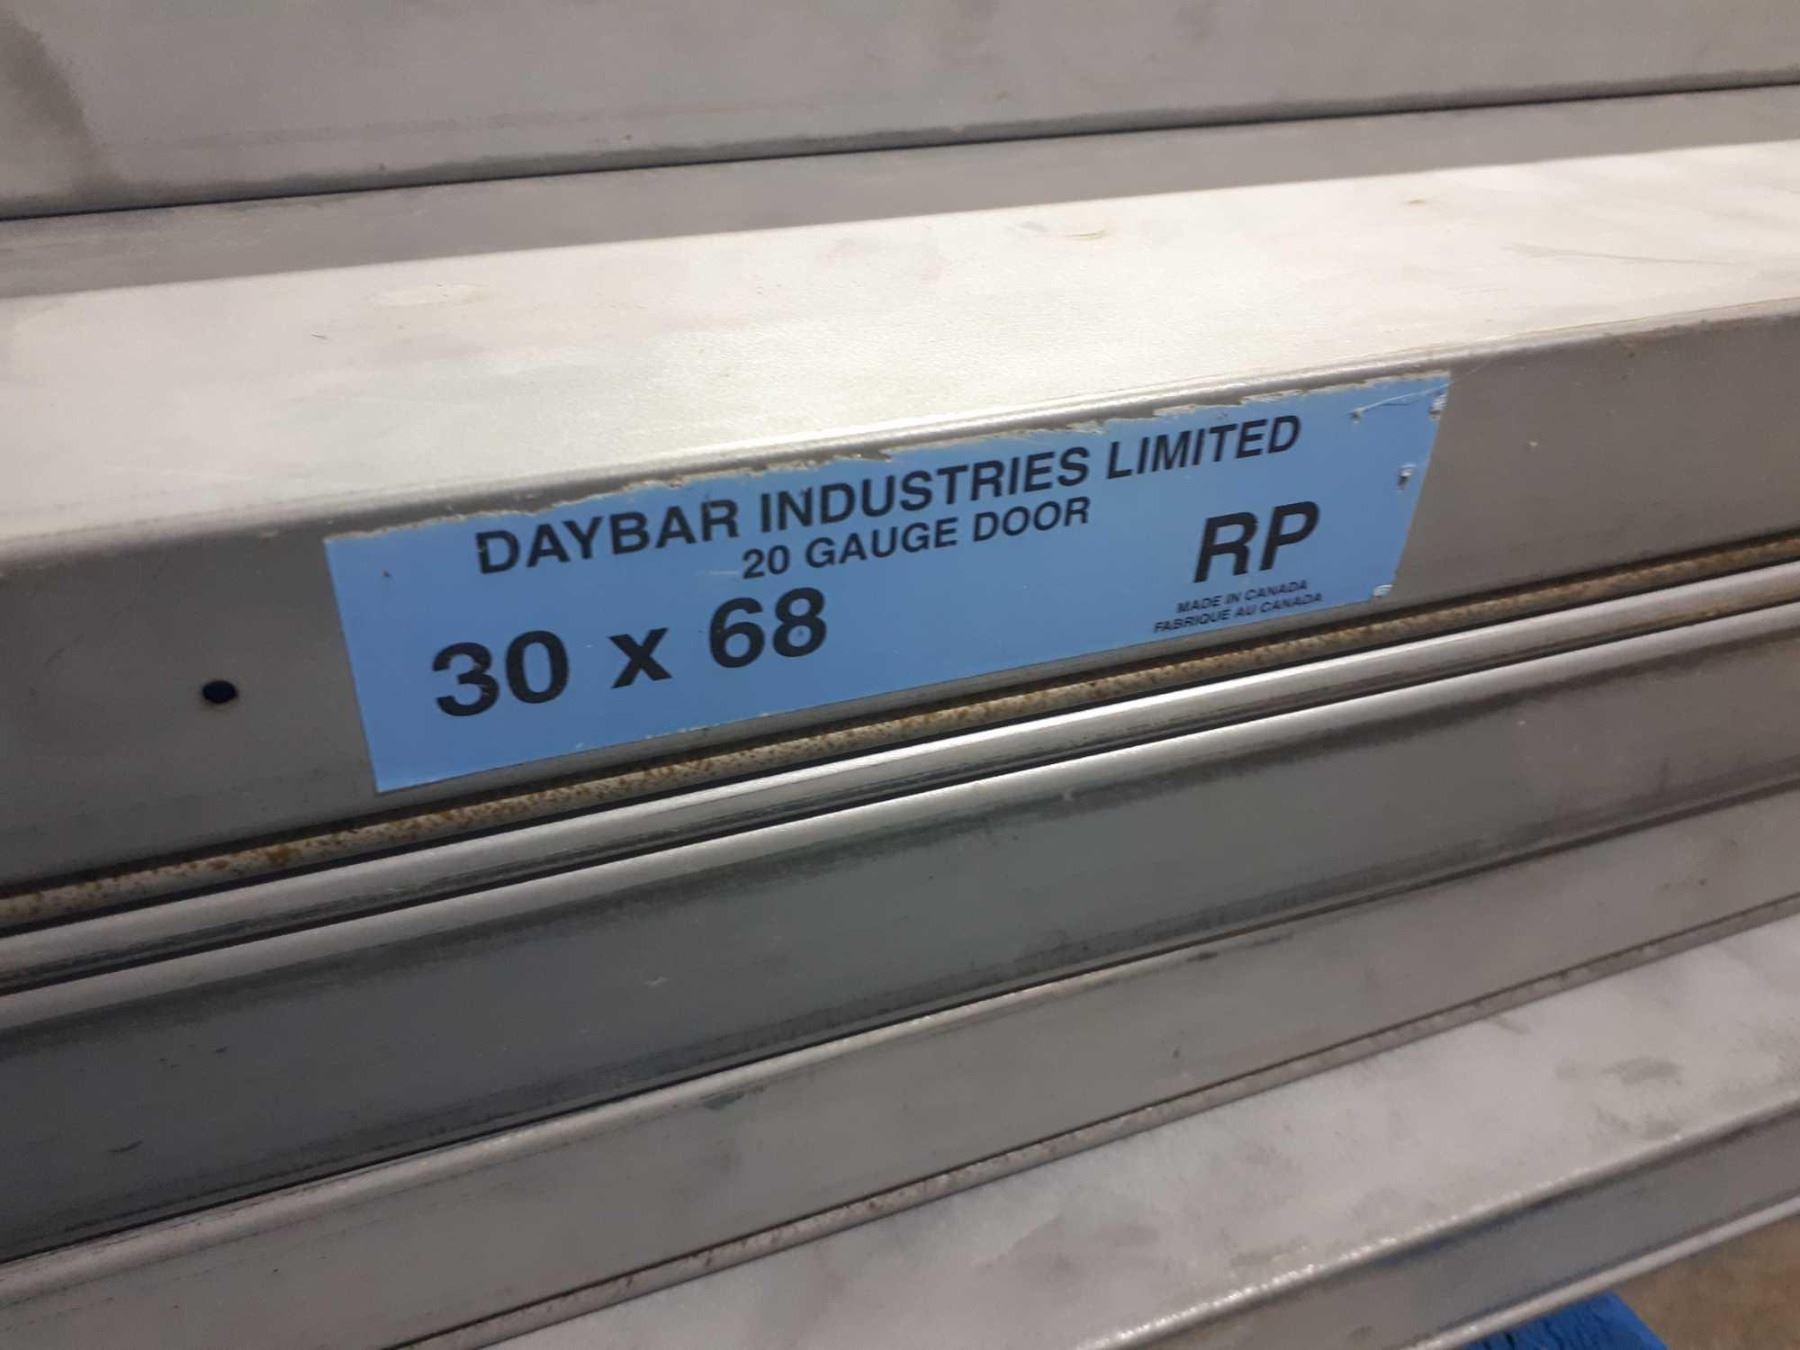 DAYBAR INDUSTRIES LIMITED
20 GAUGE DOOR
30 x 68
RP
MADE IN CANADA
FABRIQUE AU CANADA